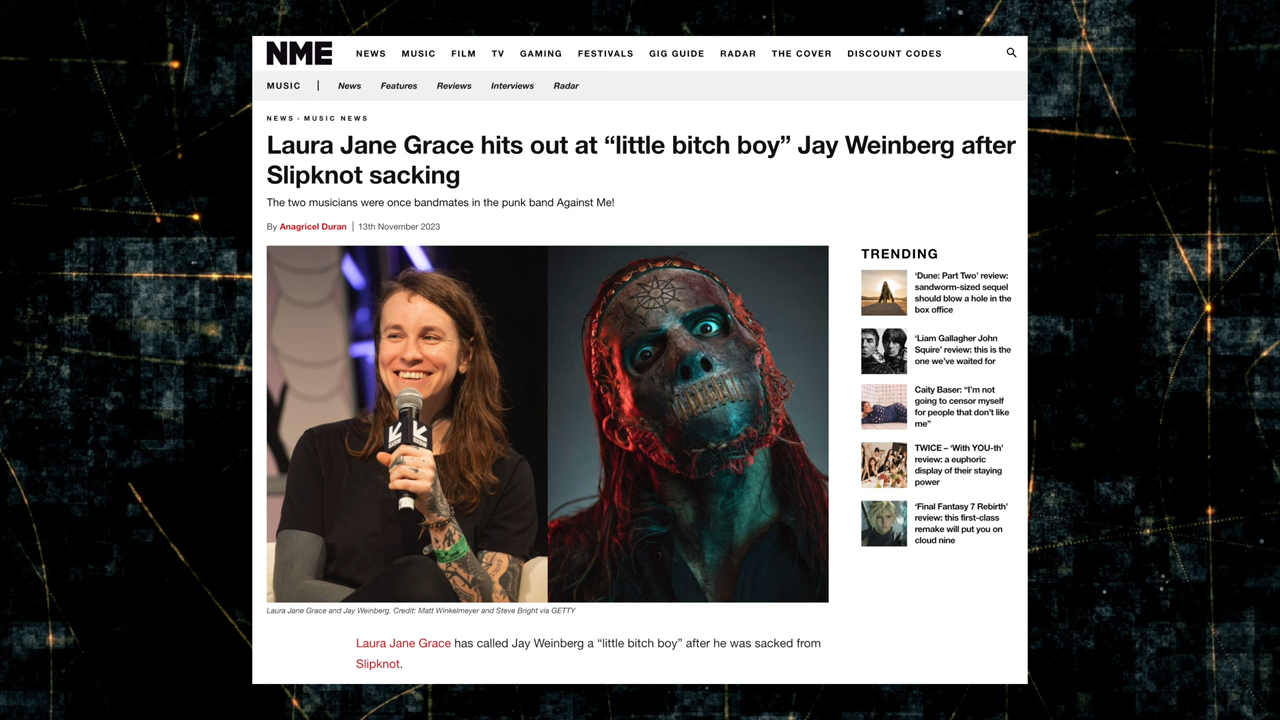 NME NEWS MUSIC FILM TV GAMING FESTIVALS GIG GUIDE RADAR THE COVER DISCOUNT CODES
MUSIC | News Features Reviews Interviews Radar
NEWS › MUSIC NEWS
Laura Jane Grace hits out at “little bitch boy” Jay Weinberg after
Slipknot sacking
The two musicians were once bandmates in the punk band Against Me!
By Anagricel Duran | 13th November 2023
Laura Jane Grace and Jay Weinberg. Credit: Matt Winkelmeyer and Steve Bright via GETTY
Laura Jane Grace has called Jay Weinberg a “little bitch boy” after he was sacked from
Slipknot.
TRENDING
‘Dune: Part Two’ review:
sandworm-sized sequel
should blow a hole in the
box office
‘Liam Gallagher John
Squire’ review: this is the
one we’ve waited for
Caity Baser: “I’m not
going to censor myself
for people that don’t like
me”
TWICE – ‘With YOU-th’
review: a euphoric
display of their staying
power
‘Final Fantasy 7 Rebirth’
review: this first-class
remake will put you on
cloud nine